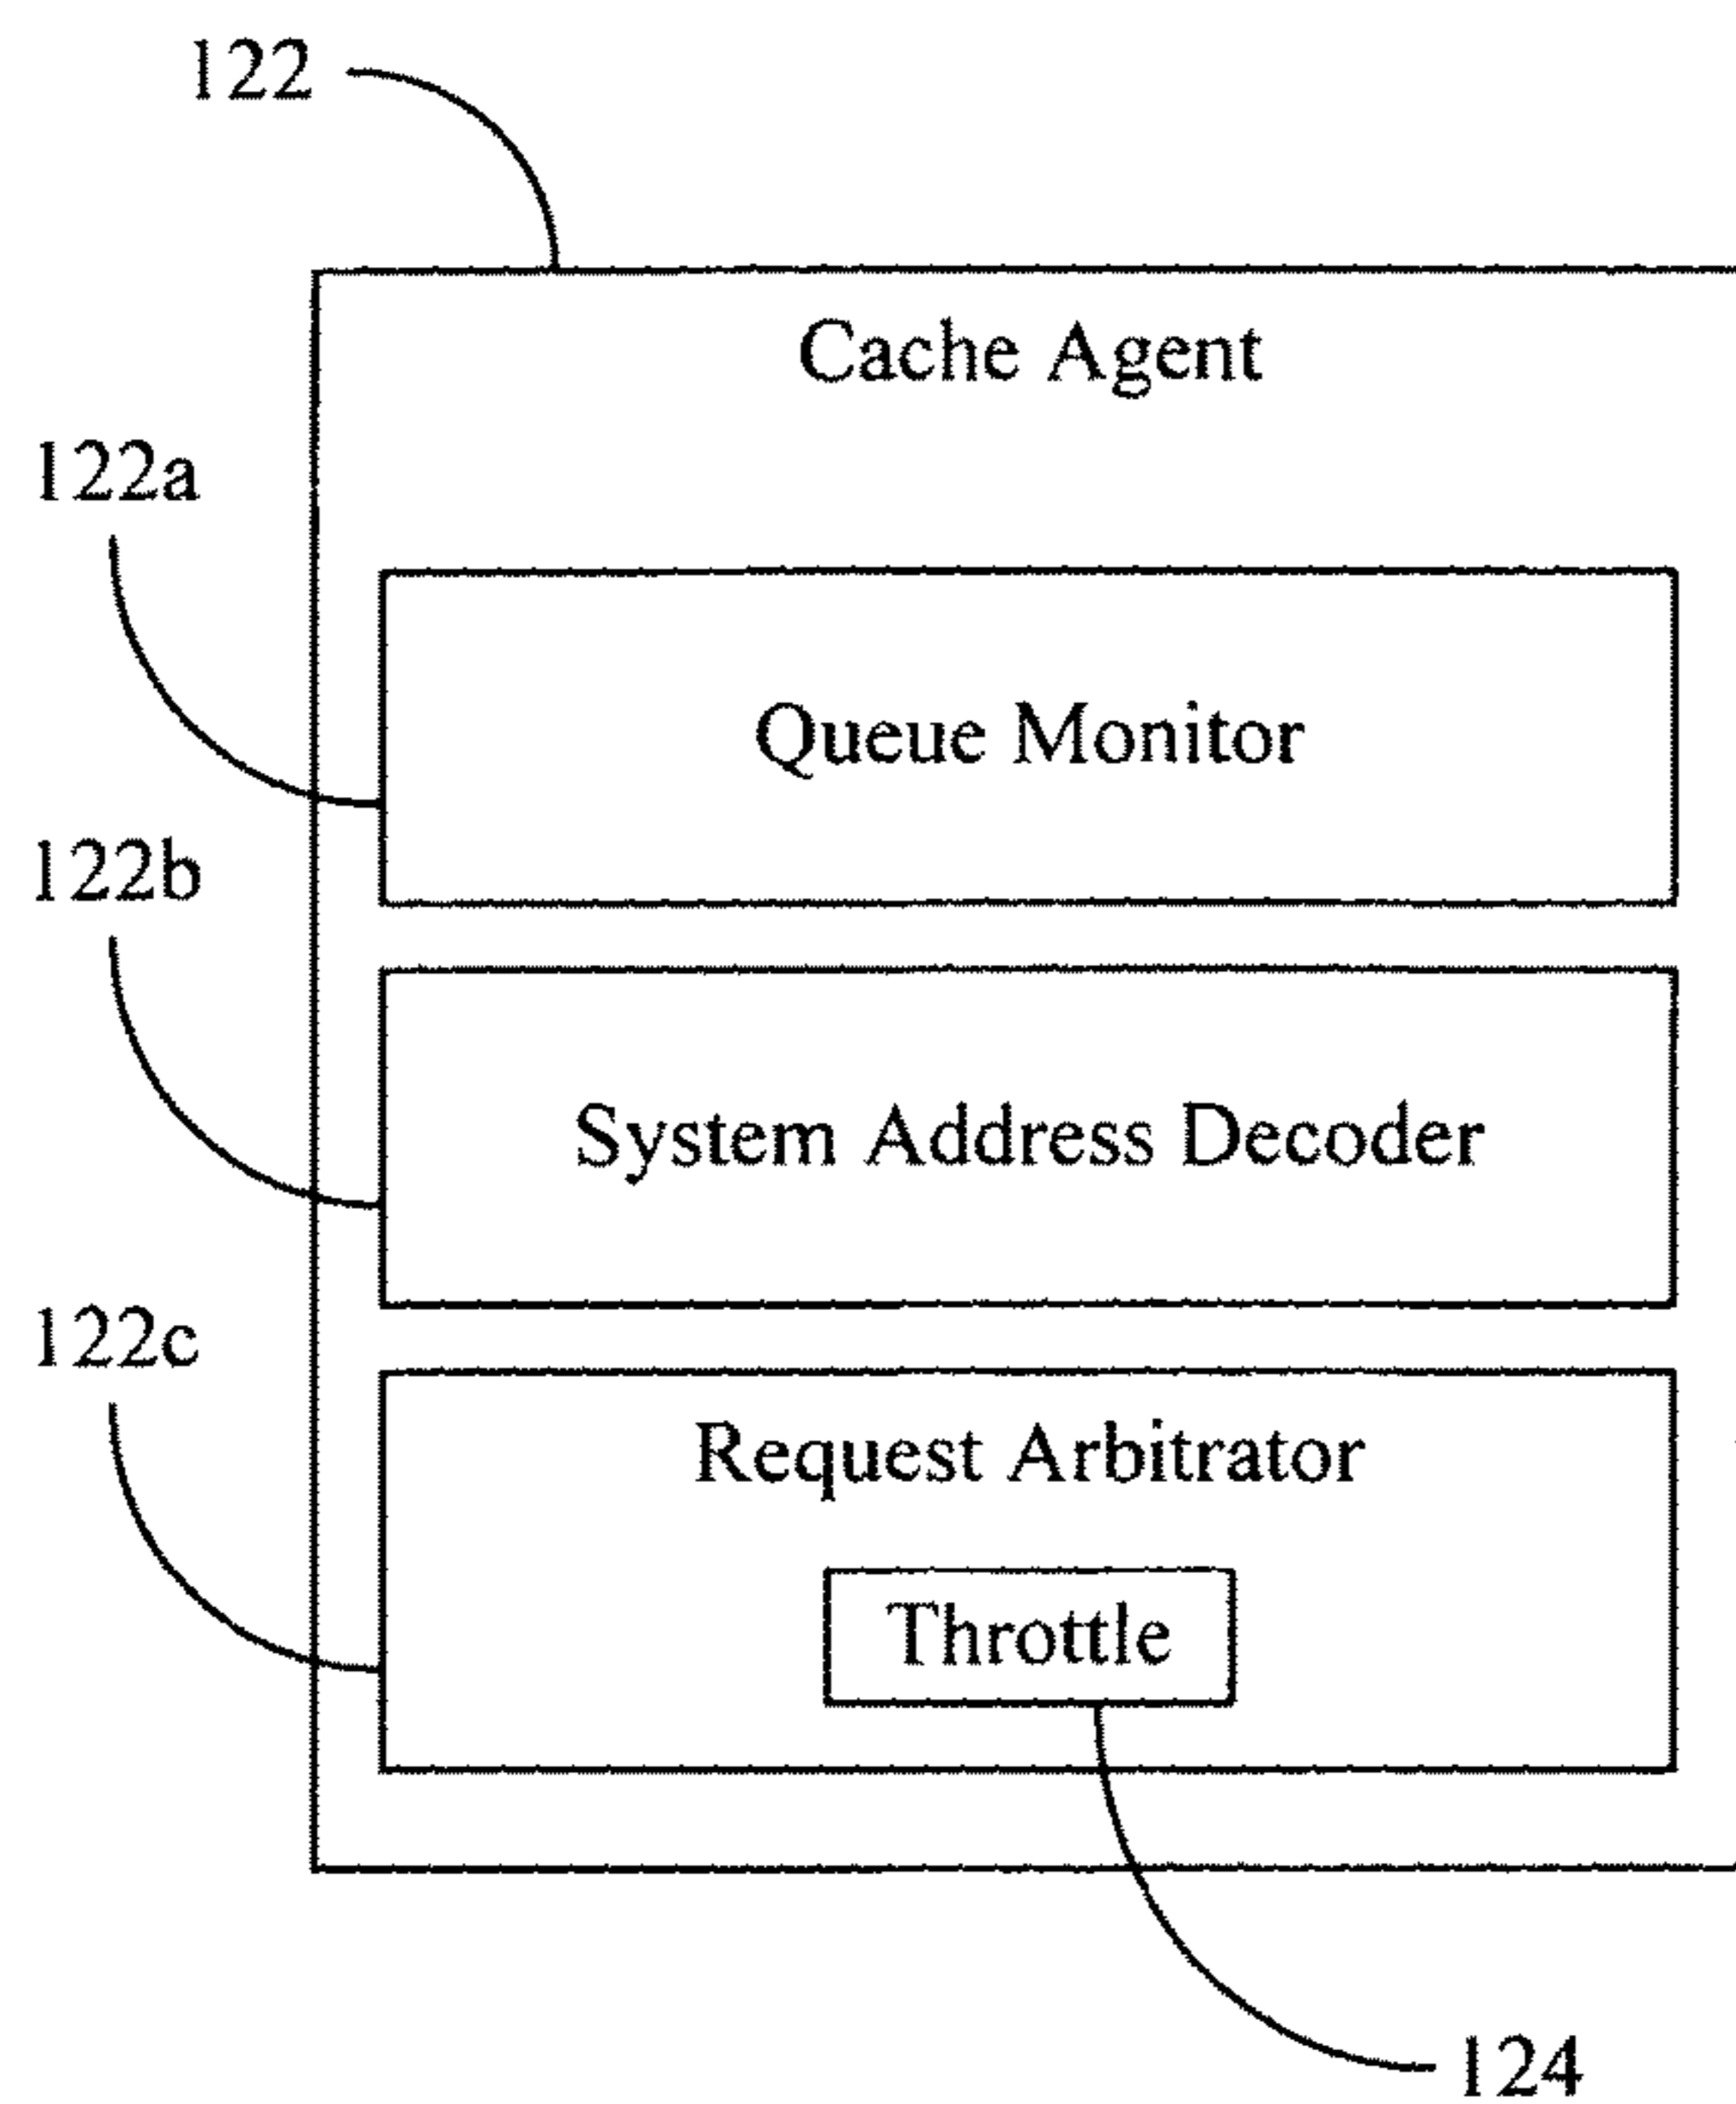 122
Cache Agent
122a
Queue Monitor
122b
System Address Decoder
122c
Request Arbitrator
Throttle
124